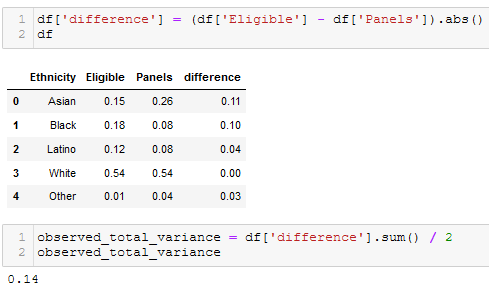 1 df['difference'] = (df['Eligible'] - df['Panels']).abs()
2 df
Ethnicity Eligible Panels difference
0 Asian 0.15 0.26 0.11
1 Black 0.18 0.08 0.10
2 Latino 0.12 0.08 0.04
3 White 0.54 0.54 0.00
4 Other 0.01 0.04 0.03
1 observed_total_variance = df['difference'].sum() / 2
2 observed_total_variance
0.14